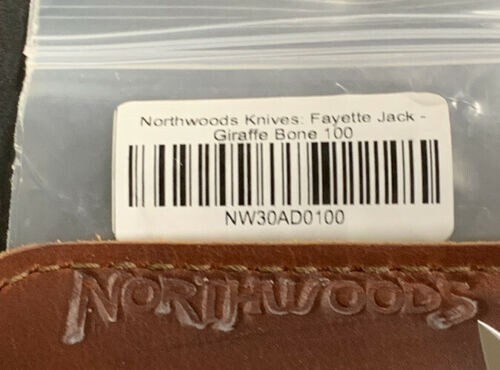 Northwoods Knives: Fayette Jack -
Giraffe Bone 100
NW30AD0100
NORTHWOODS